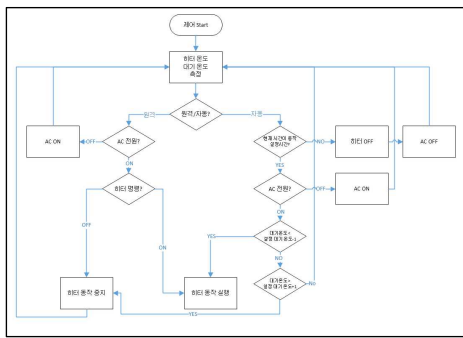 제어 Start
히터 온도
대기 온도
측정
원격/자동?
원격
자동
AC ON
OFF
AC 전원?
현재 시간이 동작
설정시간?
NO
히터 OFF
AC OFF
ON
YES
히터 명령?
AC 전원?
OFF
AC ON
ON
OFF
ON
YES
대기온도<
설정 대기 온도-1
NO
히터 동작 중지
히터 동작 실행
대기온도>
설정 대기 온도+1
No
YES